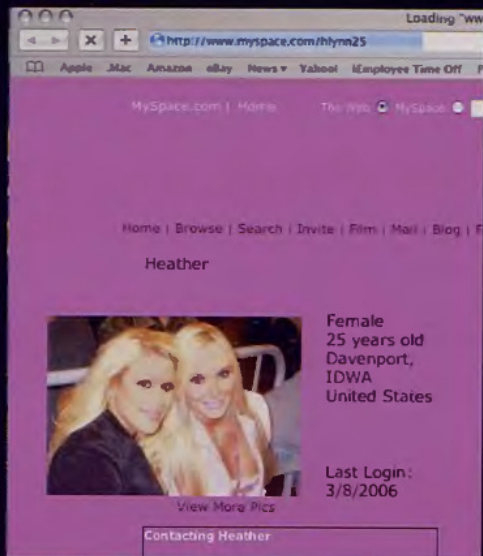 Loading "ww
http://www.myspace.com/hlynn25
Apple .Mac Amazon eBay News Yahoo! iEmployee Time Off
MySpace.com | Home The Web MySpace
Home | Browse | Search | Invite | Film | Mail | Blog | F
Heather
Female
25 years old
Davenport,
IDWA
United States
Last Login:
3/8/2006
View More Pics
Contacting Heather